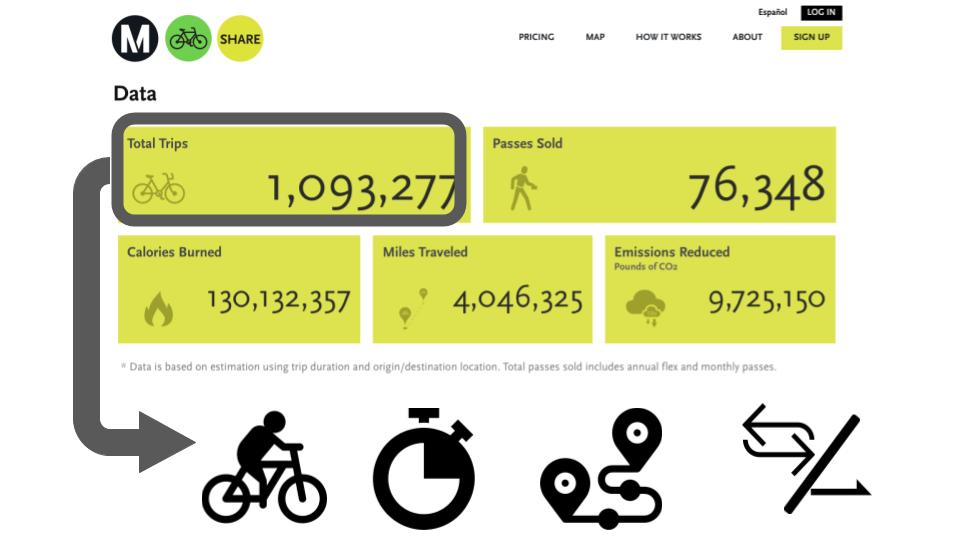 Español LOG IN
M SHARE PRICING MAP HOW IT WORKS ABOUT SIGN UP
Data
Total Trips
1,093,277
Passes Sold
76,348
Calories Burned
130,132,357
Miles Traveled
4,046,325
Emissions Reduced
Pounds of CO2
9,725,150
* Data is based on estimation using trip duration and origin/destination location. Total passes sold includes annual flex and monthly passes.